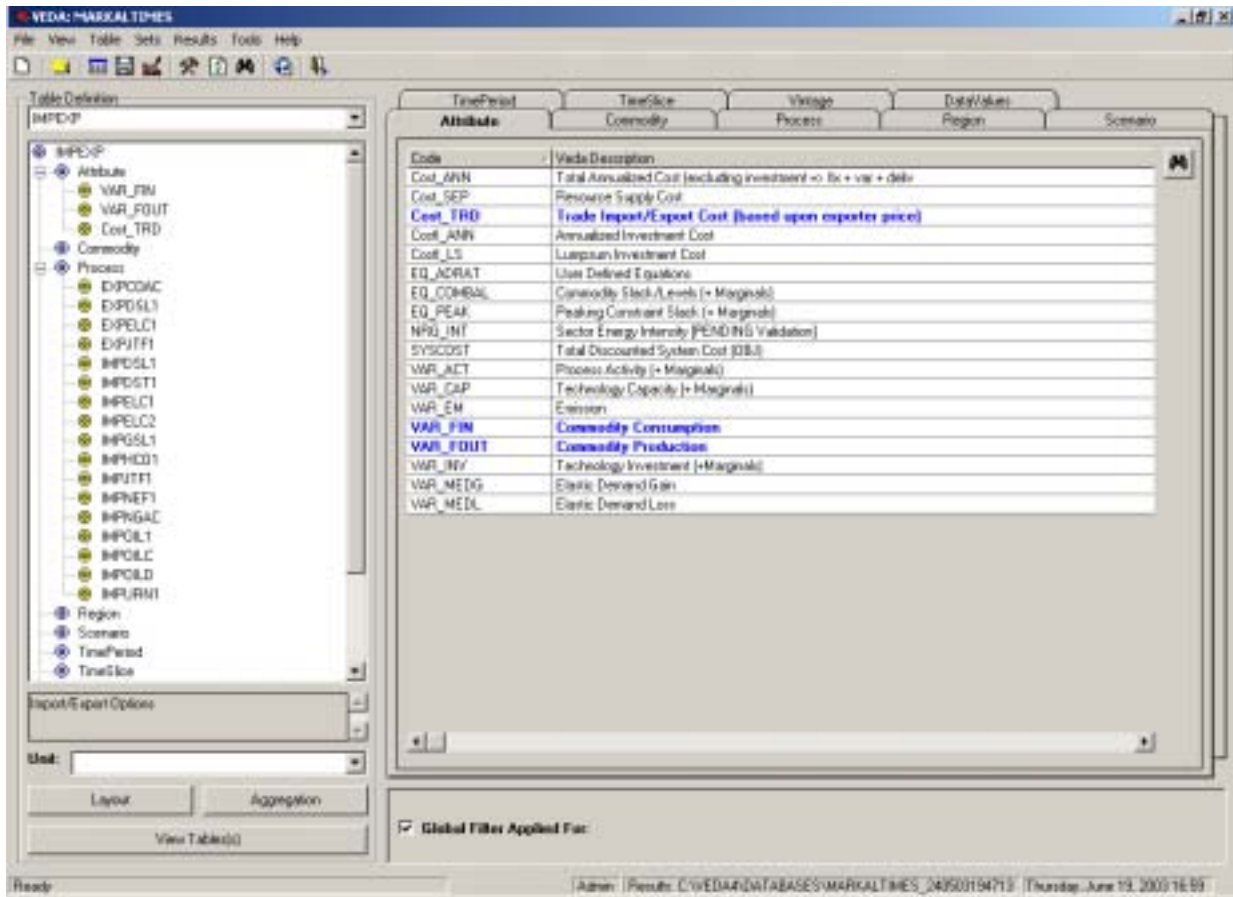 VEDA: MARKALTIMES
File View Table Sets Results Tools Help
Table Definition
IMPEXP
IMPEXP
Attribute
VAR_FIN
VAR_FOUT
Cost_TRD
Commodity
Process
EXPDSL1
EXPELC1
EXPJTF1
IMPDSL1
IMPDST1
IMPELC1
IMPELC2
IMPGSL1
IMPHCO1
IMPJTF1
IMPNEF1
IMPNGAC
IMPOIL1
IMPOILC
IMPOILD
IMPURN1
Region
Scenario
TimePeriod
TimeSlice
Import/Export Options
Unit:
Layout Aggregation
View Tables(s)
TimePeriod TimeSlice Vintage DataValues
Attribute Commodity Process Region Scenario
Code Veda Description
Cost_ANN Total Annualized Cost (excluding investment => fix + var + deliv
Cost_SEP Resource Supply Cost
Cost_TRD Trade Import/Export Cost (based upon exporter price)
CostI_ANN Annualized Investment Cost
CostI_LS Lumpsum Investment Cost
EQ_ADRAT User Defined Equations
EQ_COMBAL Commodity Slack/Levels (+ Marginals)
EQ_PEAK Peaking Constraint Slack (+ Marginals)
NRG_INT Sector Energy Intensity [PENDING Validation]
SYSCOST Total Discounted System Cost (OBJ)
VAR_ACT Process Activity (+ Marginals)
VAR_CAP Technology Capacity (+ Marginals)
VAR_EM Emission
VAR_FIN Commodity Consumption
VAR_FOUT Commodity Production
VAR_INV Technology Investment (+Marginals)
VAR_MEDG Elastic Demand Gain
VAR_MEDL Elastic Demand Loss
Global Filter Applied For:
Ready Admin Results: C:\VEDA4\DATABASES\MARKALTIMES_240503194713 Thursday, June 19, 2003 16:59